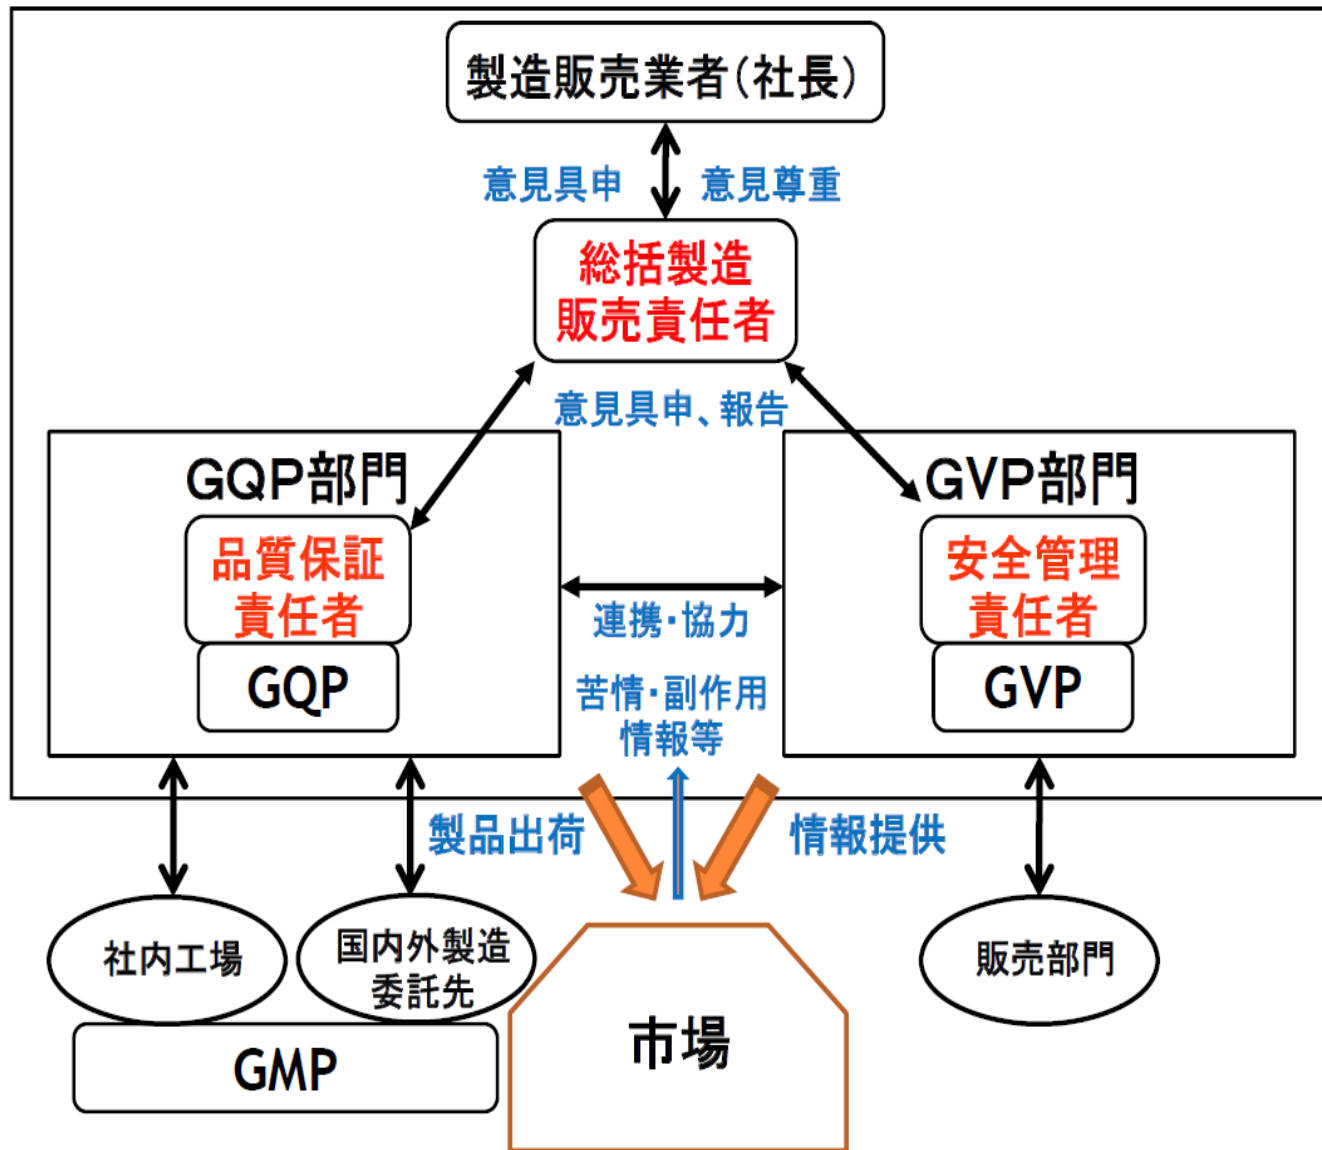 製造販売業者(社長)
意見具申
意見尊重
総括製造
販売責任者
意見具申、報告
GQP部門
品質保証
責任者
GQP
連携・協力
GVP部門
安全管理
責任者
GVP
苦情・副作用
情報等
製品出荷
情報提供
社内工場
国内外製造
委託先
GMP
市場
販売部門